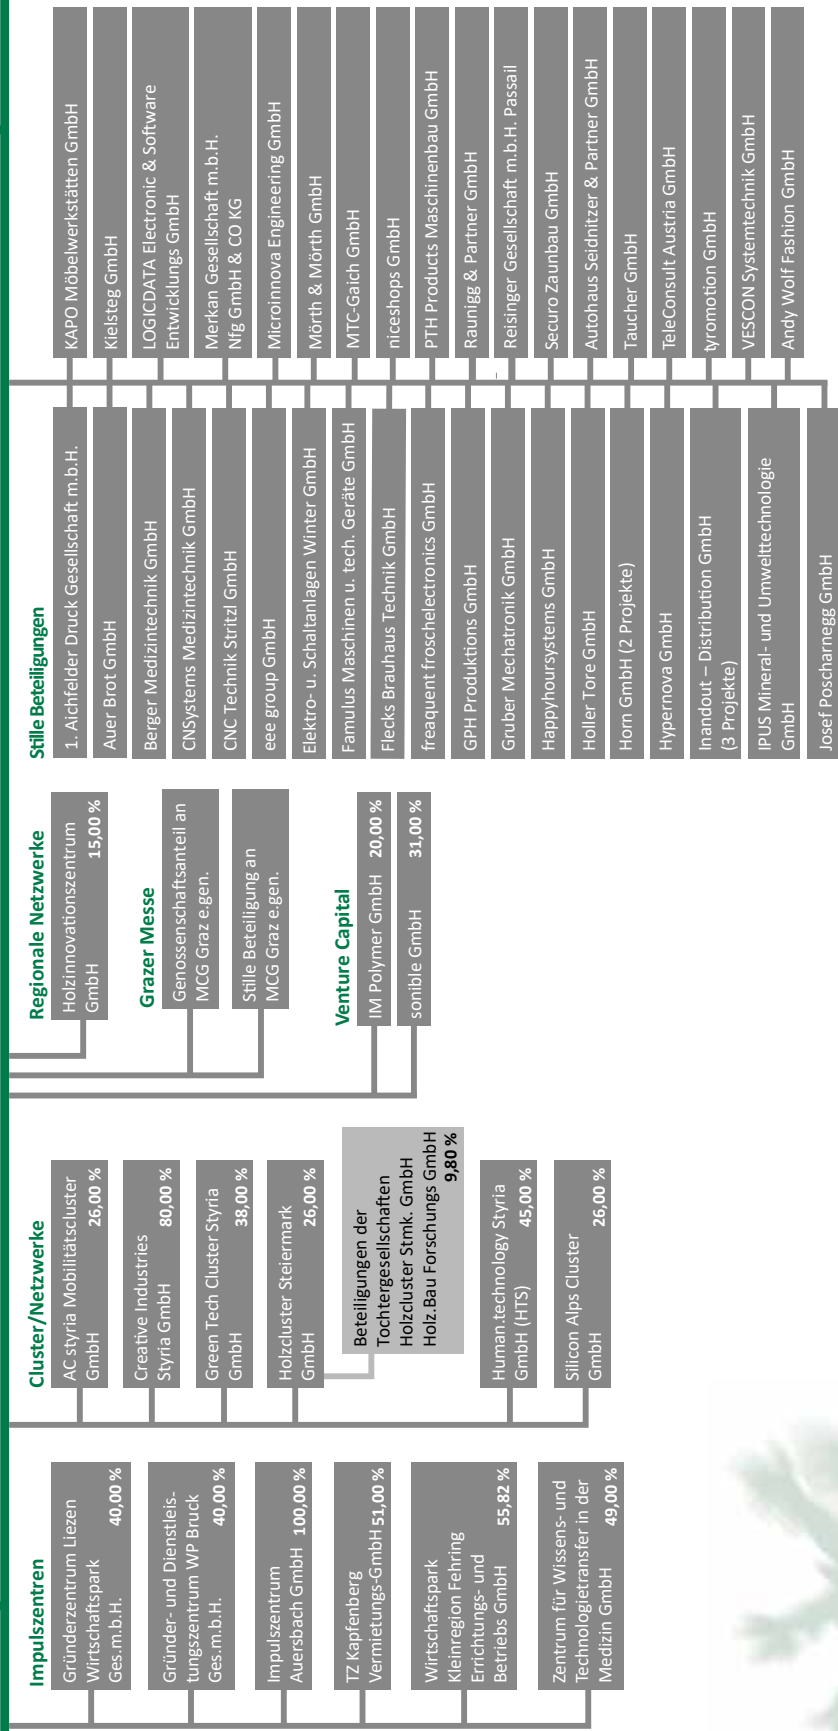 Impulszentren
Gründerzentrum Liezen
Wirtschaftspark
Ges.m.b.H. 40,00 %
Gründer- und Dienstleis-
tungszentrum WP Bruck
Ges.m.b.H. 40,00 %
Impulszentrum
Auersbach GmbH 100,00 %
TZ Kapfenberg
Vermietungs-GmbH 51,00 %
Wirtschaftspark
Kleinregion Fehring
Errichtungs- und
Betriebs GmbH 55,82 %
Zentrum für Wissens- und
Technologietransfer in der
Medizin GmbH 49,00 %
Cluster/Netzwerke
AC styria Mobilitätscluster
GmbH 26,00 %
Creative Industries
Styria GmbH 80,00 %
Green Tech Cluster Styria
GmbH 38,00 %
Holzcluster Steiermark
GmbH 26,00 %
Beteiligungen der
Tochtergesellschaften
Holzcluster Stmk. GmbH
Holz.Bau Forschungs GmbH
9,80 %
Human.technology Styria
GmbH (HTS) 45,00 %
Silicon Alps Cluster
GmbH 26,00 %
Regionale Netzwerke
Holzinnovationszentrum
GmbH 15,00 %
Grazer Messe
Genossenschaftsanteil an
MCG Graz e.gen.
Stille Beteiligung an
MCG Graz e.gen.
Venture Capital
IM Polymer GmbH 20,00 %
sonible GmbH 31,00 %
Stille Beteiligungen
1. Aichfelder Druck Gesellschaft m.b.H.
Auer Brot GmbH
Berger Medizintechnik GmbH
CNSystems Medizintechnik GmbH
CNC Technik Stritzl GmbH
eee group GmbH
Elektro- u. Schaltanlagen Winter GmbH
Famulus Maschinen u. tech. Geräte GmbH
Flecks Brauhaus Technik GmbH
freaquent froschelectronics GmbH
GPH Produktions GmbH
Gruber Mechatronik GmbH
Happyhoursystems GmbH
Holler Tore GmbH
Horn GmbH (2 Projekte)
Hypernova GmbH
Inandout – Distribution GmbH
(3 Projekte)
IPUS Mineral- und Umwelttechnologie
GmbH
Josef Poscharnegg GmbH
KAPO Möbelwerkstätten GmbH
Kielsteg GmbH
LOGICDATA Electronic & Software
Entwicklungs GmbH
Merkan Gesellschaft m.b.H.
Nfg GmbH & CO KG
Microinnova Engineering GmbH
Mörth & Mörth GmbH
MTC-Gaich GmbH
niceshops GmbH
PTH Products Maschinenbau GmbH
Raunigg & Partner GmbH
Reisinger Gesellschaft m.b.H. Passail
Securo Zaunbau GmbH
Autohaus Seidnitzer & Partner GmbH
Taucher GmbH
TeleConsult Austria GmbH
tyromotion GmbH
VESCON Systemtechnik GmbH
Andy Wolf Fashion GmbH